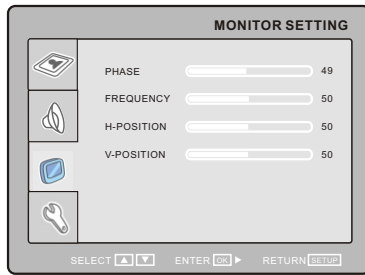 MONITOR SETTING
PHASE 49
FREQUENCY 50
H-POSITION 50
V-POSITION 50
SELECT ▲ ▼ ENTER OK ▶ RETURN SETUP